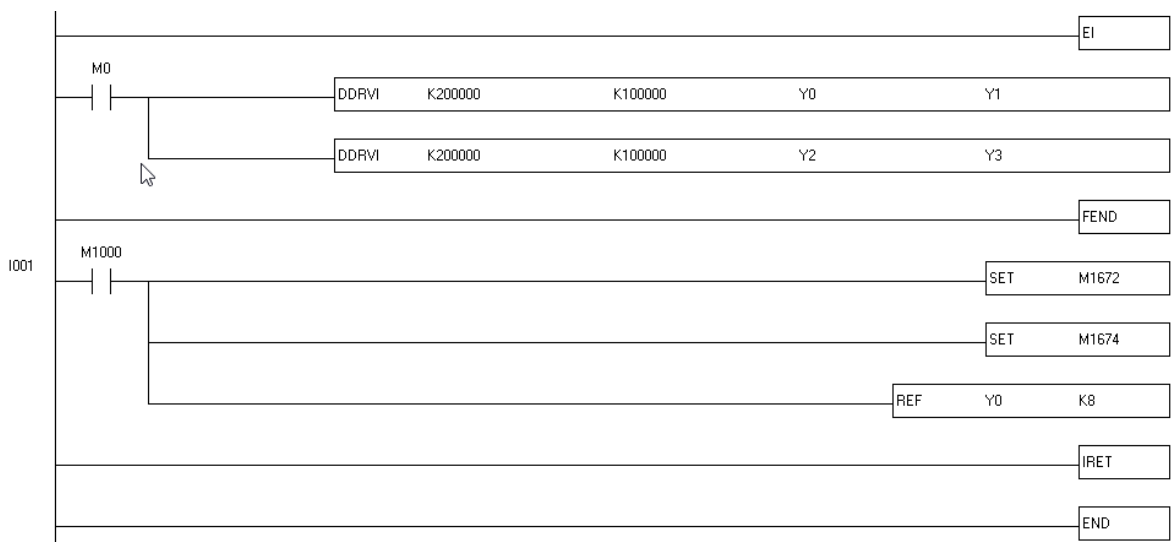 EI
M0
DDRVI K200000 K100000 Y0 Y1
DDRVI K200000 K100000 Y2 Y3
FEND
M1000
I001
SET M1672
SET M1674
REF Y0 K8
IRET
END